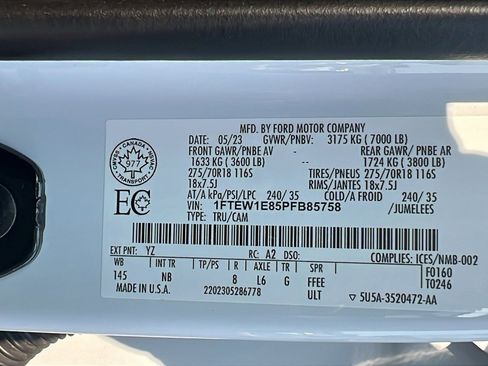 MFD. BY FORD MOTOR COMPANY
DATE: 05/23 GVWR/PNBV: 3175 KG ( 7000 LB)
FRONT GAWR/ PNBE AV - REAR GAWR / PNBE AR -
1633 KG ( 3600 LB) 1724 KG ( 3800 LB)
275/70R18 116S TIRES/PNEUS 275/70R18 116S
18x7.5J RIMS/JANTES 18x7.5J
AT/A kPa/PSI/LPC 240/ 35 COLD/A FROID 240/ 35
VIN: 1FTEW1E85PFB85758 /JUMELEES
TYPE: TRU/CAM
CANADA
977
EC
EXT PNT: YZ RC: A2 DSO: COMPLIES: ICES/NMB-002
WB INT TR TP/PS R AXLE TR SPR F0160
145 NB 8 L6 G FFR T0246
MADE IN U.S.A. 2202305286778 ULT 5U5A-3520472-AA